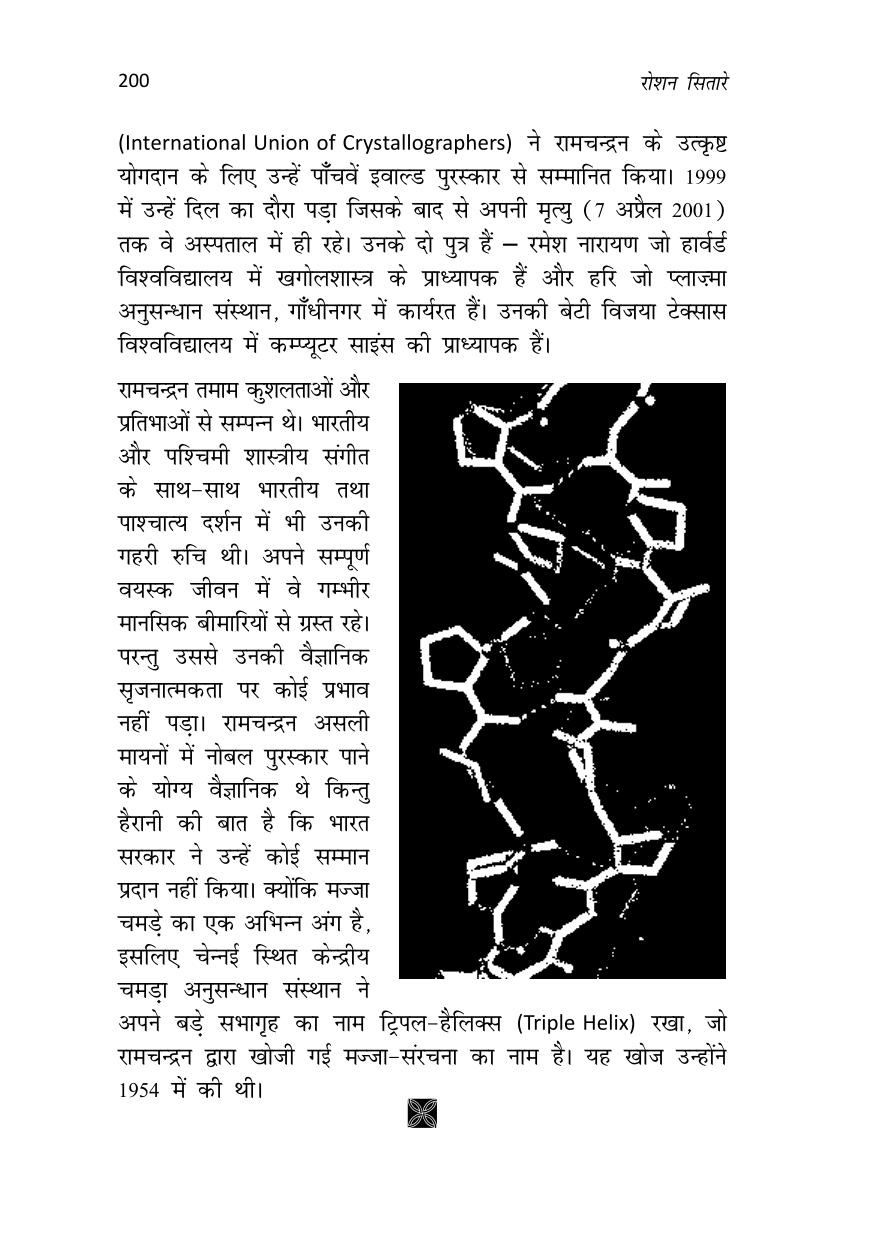 200
रोशन सितारे
(International Union of Crystallographers) ने रामचन्द्रन के उत्कृष्ट
योगदान के लिए उन्हें पाँचवें इवाल्ड पुरस्कार से सम्मानित किया। 1999
में उन्हें दिल का दौरा पड़ा जिसके बाद से अपनी मृत्यु (7 अप्रैल 2001)
तक वे अस्पताल में ही रहे। उनके दो पुत्र हैं – रमेश नारायण जो हार्वर्ड
विश्वविद्यालय में खगोलशास्त्र के प्राध्यापक हैं और हरि जो प्लाज़्मा
अनुसन्धान संस्थान, गाँधीनगर में कार्यरत हैं। उनकी बेटी विजया टेक्सास
विश्वविद्यालय में कम्प्यूटर साइंस की प्राध्यापक हैं।
रामचन्द्रन तमाम कुशलताओं और
प्रतिभाओं से सम्पन्न थे। भारतीय
और पश्चिमी शास्त्रीय संगीत
के साथ-साथ भारतीय तथा
पाश्चात्य दर्शन में भी उनकी
गहरी रुचि थी। अपने सम्पूर्ण
वयस्क जीवन में वे गम्भीर
मानसिक बीमारियों से ग्रस्त रहे।
परन्तु उससे उनकी वैज्ञानिक
सृजनात्मकता पर कोई प्रभाव
नहीं पड़ा। रामचन्द्रन असली
मायनों में नोबल पुरस्कार पाने
के योग्य वैज्ञानिक थे किन्तु
हैरानी की बात है कि भारत
सरकार ने उन्हें कोई सम्मान
प्रदान नहीं किया। क्योंकि मज्जा
चमड़े का एक अभिन्न अंग है,
इसलिए चेन्नई स्थित केन्द्रीय
चमड़ा अनुसन्धान संस्थान ने
अपने बड़े सभागृह का नाम ट्रिपल-हैलिक्स (Triple Helix) रखा, जो
रामचन्द्रन द्वारा खोजी गई मज्जा-संरचना का नाम है। यह खोज उन्होंने
1954 में की थी।